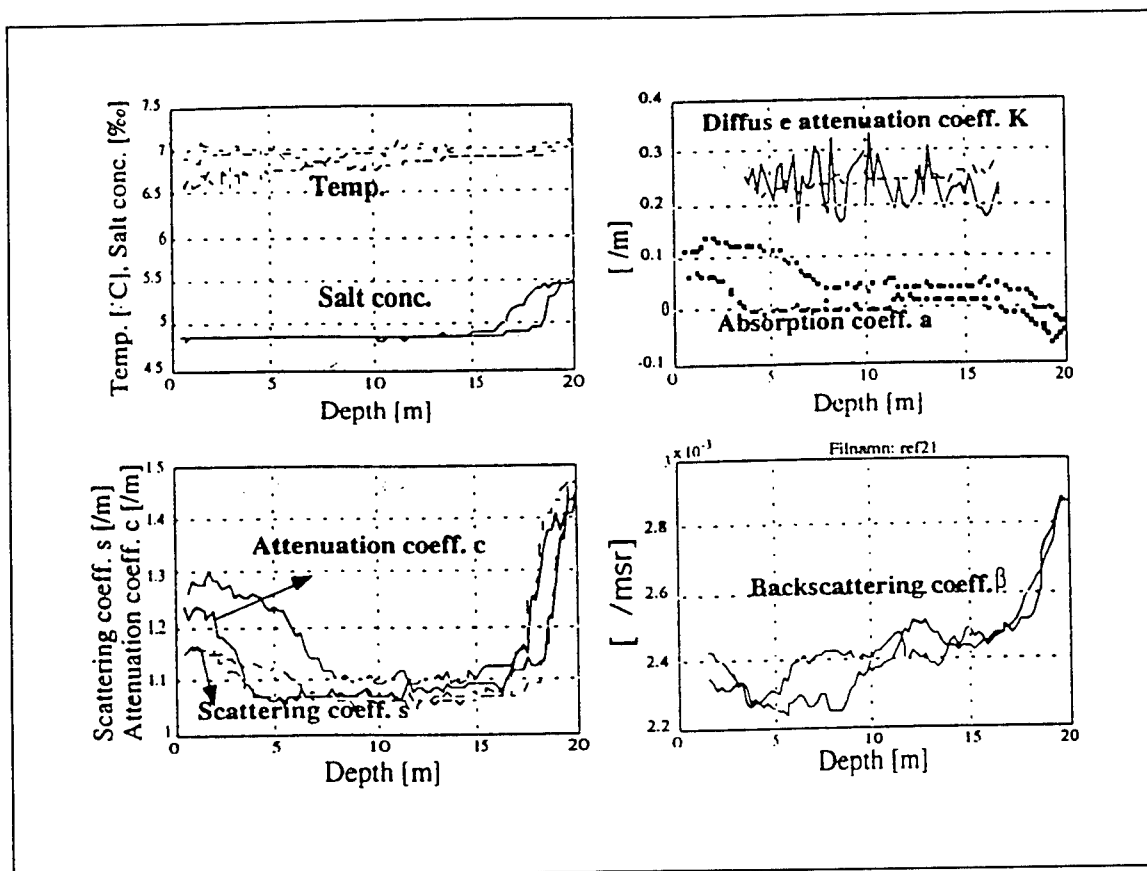 Temp. [°C], Salt conc. [‰]
7.5
7
6.5
6
5.5
5
4.5
Temp.
Salt conc.
0 5 10 15 20
Depth [m]
[ /m]
0.4
0.3
0.2
0.1
0
-0.1
Diffus e attenuation coeff. K
Absorption coeff. a
0 5 10 15 20
Depth [m]
Scattering coeff. s [/m]
Attenuation coeff. c [/m]
1.5
1.4
1.3
1.2
1.1
1
Attenuation coeff. c
Scattering coeff. s
0 5 10 15 20
Depth [m]
Filnamn: ref21
[ /msr]
3 x10-3
2.8
2.6
2.4
2.2
Backscattering coeff. β
0 5 10 15 20
Depth [m]